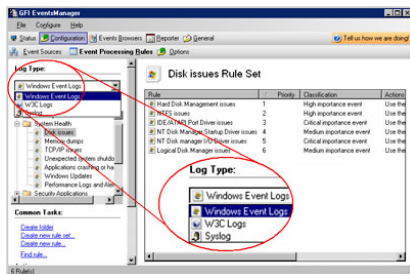 GFI EventsManager
File Configure Help
Status Configuration Events Browsers Reporter General Tell us how we are doing!
Event Sources Event Processing Rules Options
Log Type:
Windows Event Logs
Windows Event Logs
W3C Logs
Syslog
System Health
Disk issues
Memory dumps
TCP/IP issues
Unexpected system shutdo
Applications crashing or ha
Windows Updates
Performance Logs and Aler
Security Applications
Common Tasks:
Create folder
Create new rule set...
Create new rule...
Find rule...
Disk issues Rule Set
Rule Priority Classification Actions
Hard Disk Management issues 1 High importance event Use the
NTFS issues 2 High importance event Use the
IDE/ATAPI Port Driver issues 3 Critical importance event Use the
NT Disk Manager Startup Driver issues 4 Medium importance event Use the
NT Disk manager I/O Driver issues 5 Critical importance event Use the
Logical Disk Manager issues 6 Medium importance event Use the
Log Type:
Windows Event Logs
Windows Event Logs
W3C Logs
Syslog
6 Rule(s)